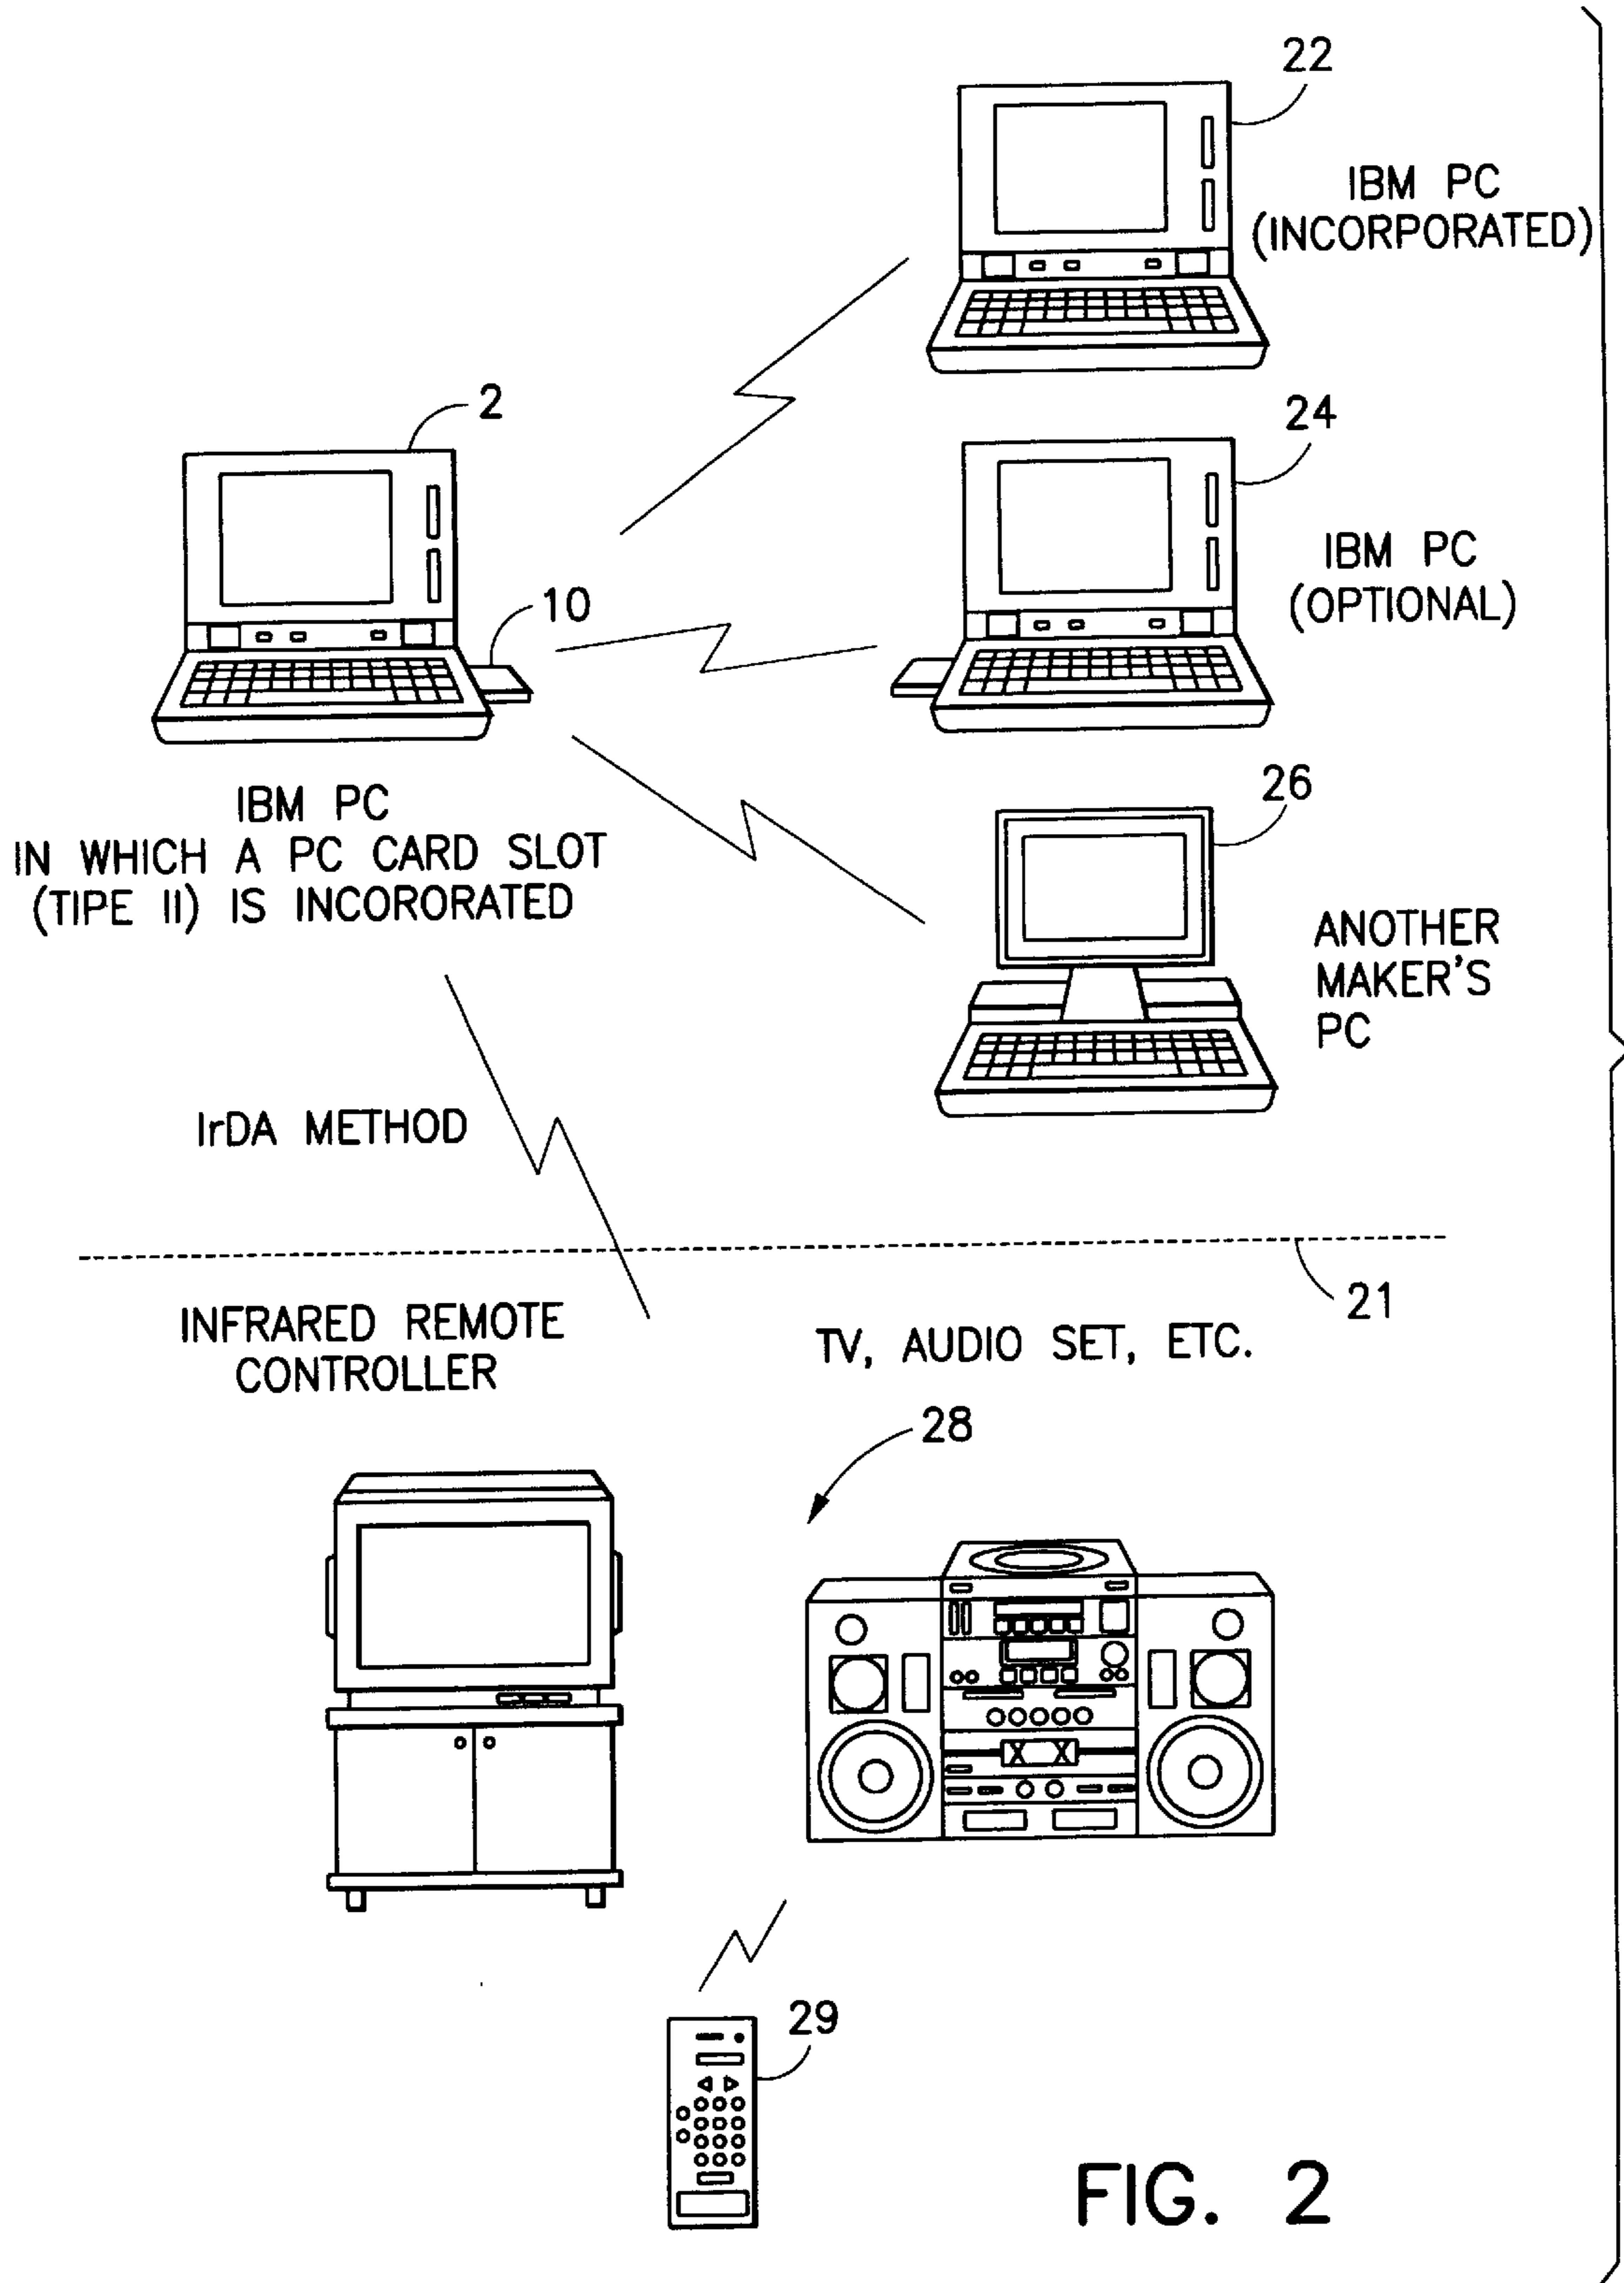 22
IBM PC
(INCORPORATED)
2
24
IBM PC
(OPTIONAL)
10
IBM PC
IN WHICH A PC CARD SLOT
(TIPE II) IS INCORORATED
26
ANOTHER
MAKER'S
PC
IrDA METHOD
21
INFRARED REMOTE
CONTROLLER
TV, AUDIO SET, ETC.
28
29
FIG. 2